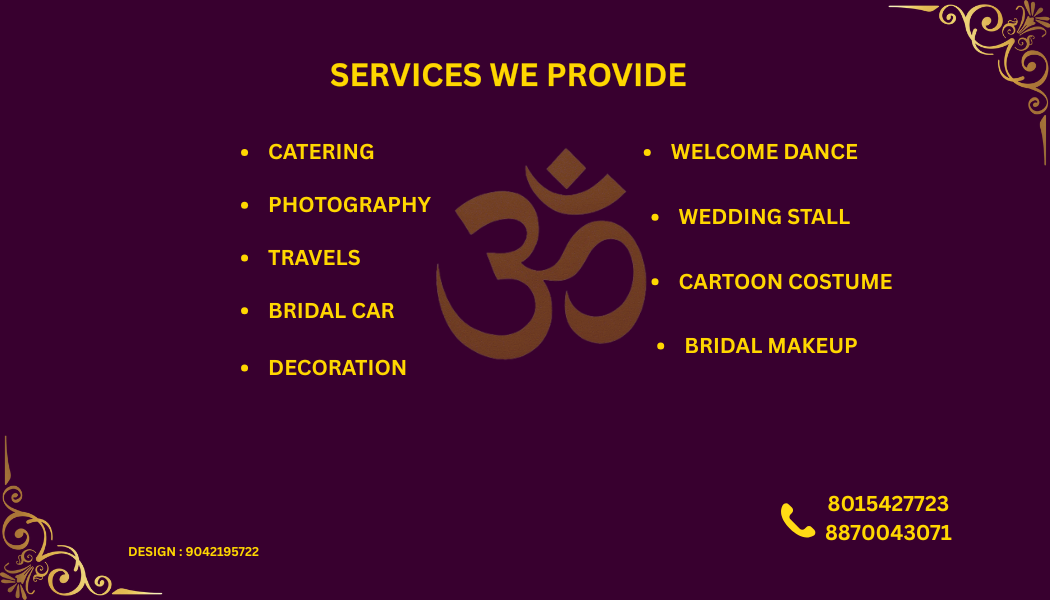 SERVICES WE PROVIDE
• CATERING
• PHOTOGRAPHY
• TRAVELS
• BRIDAL CAR
• DECORATION
ॐ
• WELCOME DANCE
• WEDDING STALL
• CARTOON COSTUME
• BRIDAL MAKEUP
8015427723
8870043071
DESIGN : 9042195722